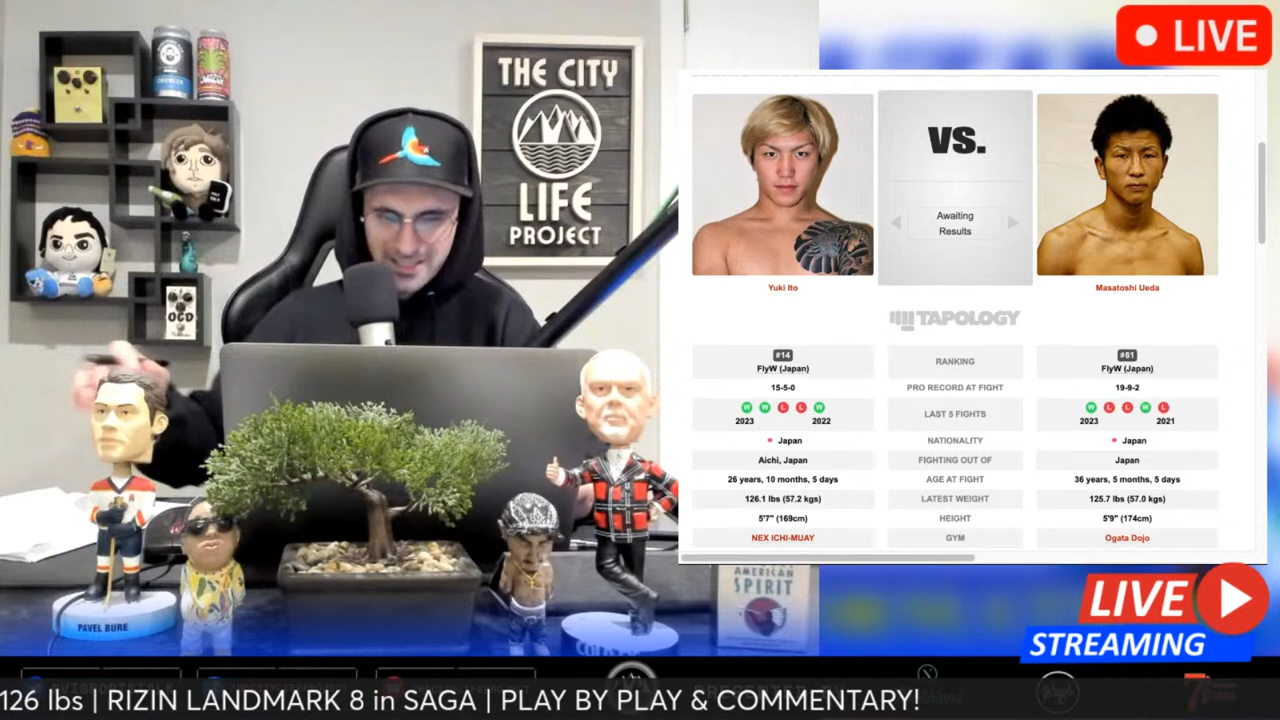 LIVE
THE CITY
LIFE
PROJECT
OCD
PAVEL BURE
AMERICAN
SPIRIT
VS.
Awaiting
Results
Yuki Ito
Masatoshi Ueda
TAPOLOGY
#14
FlyW (Japan)
RANKING
#61
FlyW (Japan)
15-5-0
PRO RECORD AT FIGHT
19-9-2
W W L L W
2023 2022
LAST 5 FIGHTS
W L L W L
2023 2021
Japan
NATIONALITY
Japan
Aichi, Japan
FIGHTING OUT OF
Japan
26 years, 10 months, 5 days
AGE AT FIGHT
36 years, 5 months, 5 days
126.1 lbs (57.2 kgs)
LATEST WEIGHT
125.7 lbs (57.0 kgs)
5'7" (169cm)
HEIGHT
5'9" (174cm)
NEX ICHI-MUAY
GYM
Ogata Dojo
LIVE
STREAMING
126 lbs | RIZIN LANDMARK 8 in SAGA | PLAY BY PLAY & COMMENTARY!